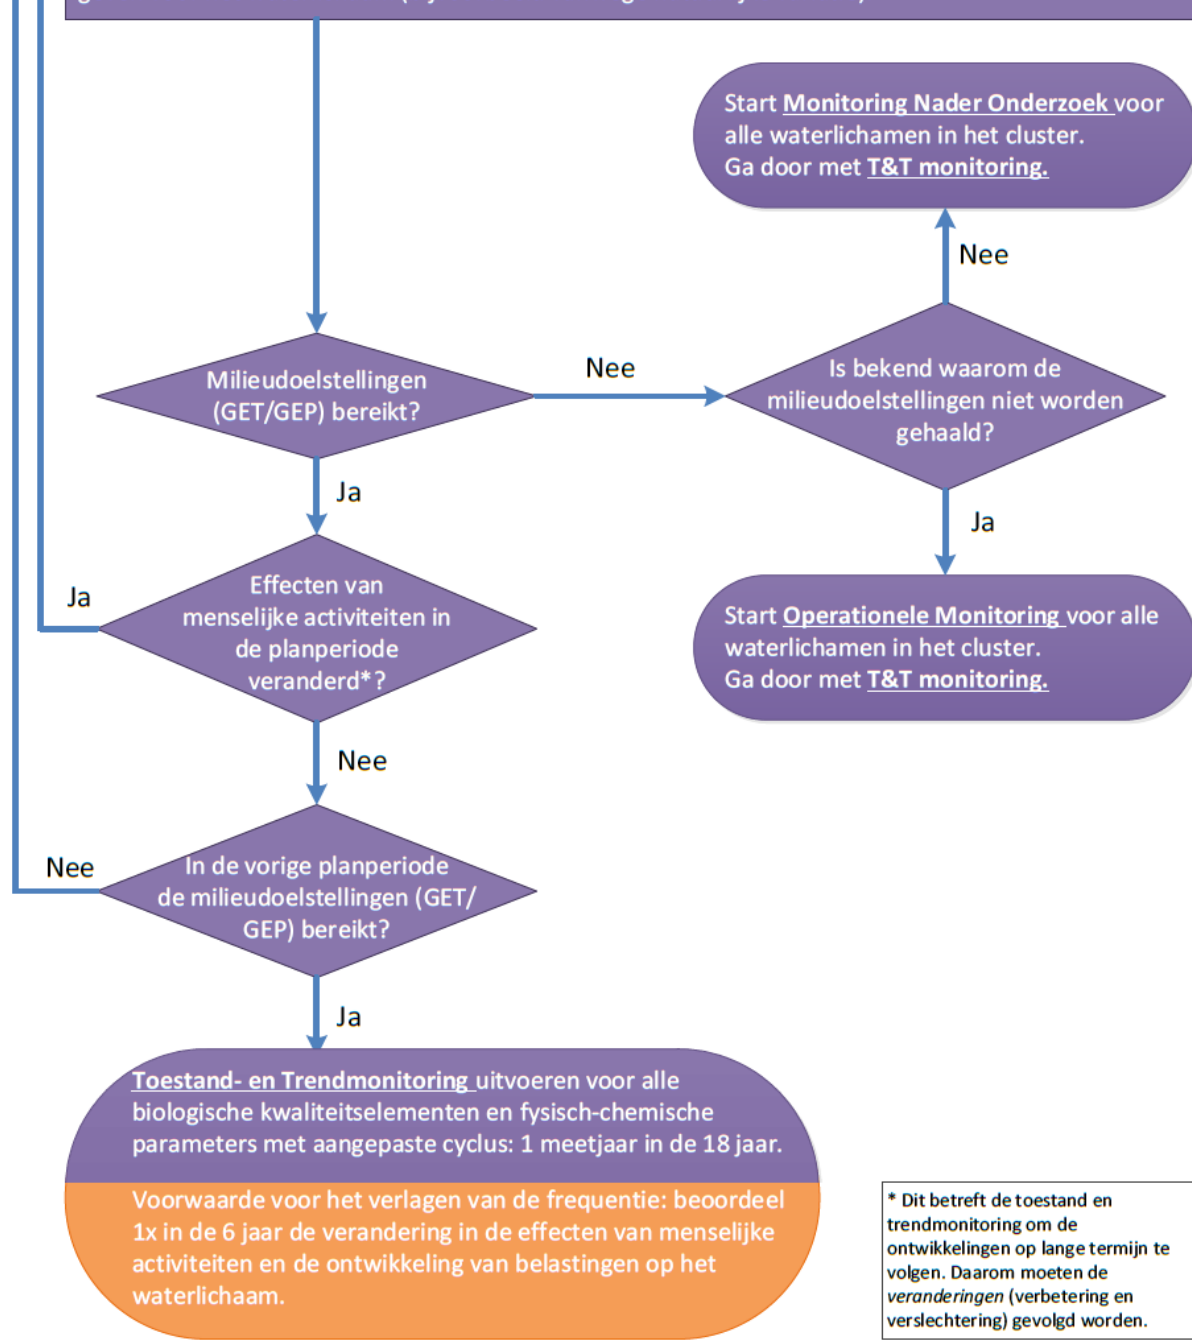 Start Monitoring Nader Onderzoek voor
alle waterlichamen in het cluster.
Ga door met T&T monitoring.
Nee
Milieudoelstellingen
(GET/GEP) bereikt?
Nee
Is bekend waarom de
milieudoelstellingen niet worden
gehaald?
Ja
Ja
Effecten van
menselijke activiteiten in
de planperiode
veranderd*?
Ja
Start Operationele Monitoring voor alle
waterlichamen in het cluster.
Ga door met T&T monitoring.
Nee
Nee
In de vorige planperiode
de milieudoelstellingen (GET/
GEP) bereikt?
Ja
Toestand- en Trendmonitoring uitvoeren voor alle
biologische kwaliteitselementen en fysisch-chemische
parameters met aangepaste cyclus: 1 meetjaar in de 18 jaar.
Voorwaarde voor het verlagen van de frequentie: beoordeel
1x in de 6 jaar de verandering in de effecten van menselijke
activiteiten en de ontwikkeling van belastingen op het
waterlichaam.
* Dit betreft de toestand en
trendmonitoring om de
ontwikkelingen op lange termijn te
volgen. Daarom moeten de
veranderingen (verbetering en
verslechtering) gevolgd worden.